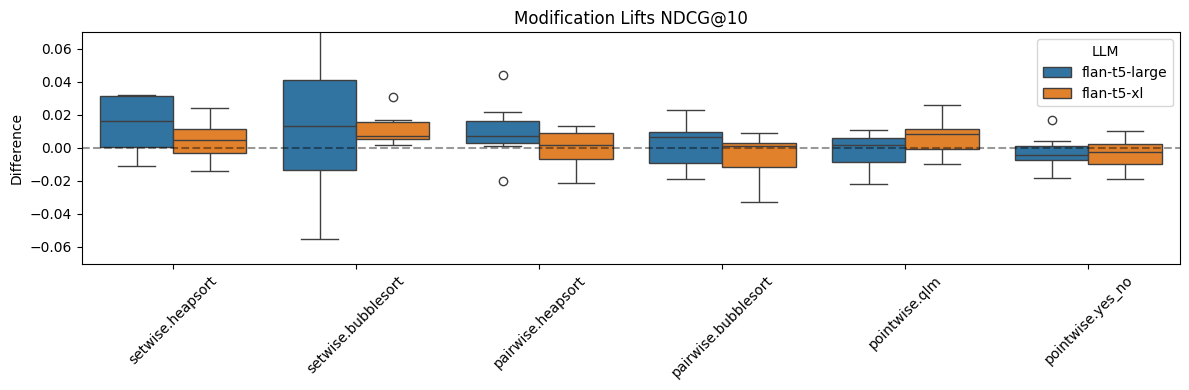 Modification Lifts NDCG@10
Difference
0.06
0.04
0.02
0.00
−0.02
−0.04
−0.06
LLM
flan-t5-large
flan-t5-xl
setwise.heapsort
setwise.bubblesort
pairwise.heapsort
pairwise.bubblesort
pointwise.qlm
pointwise.yes_no